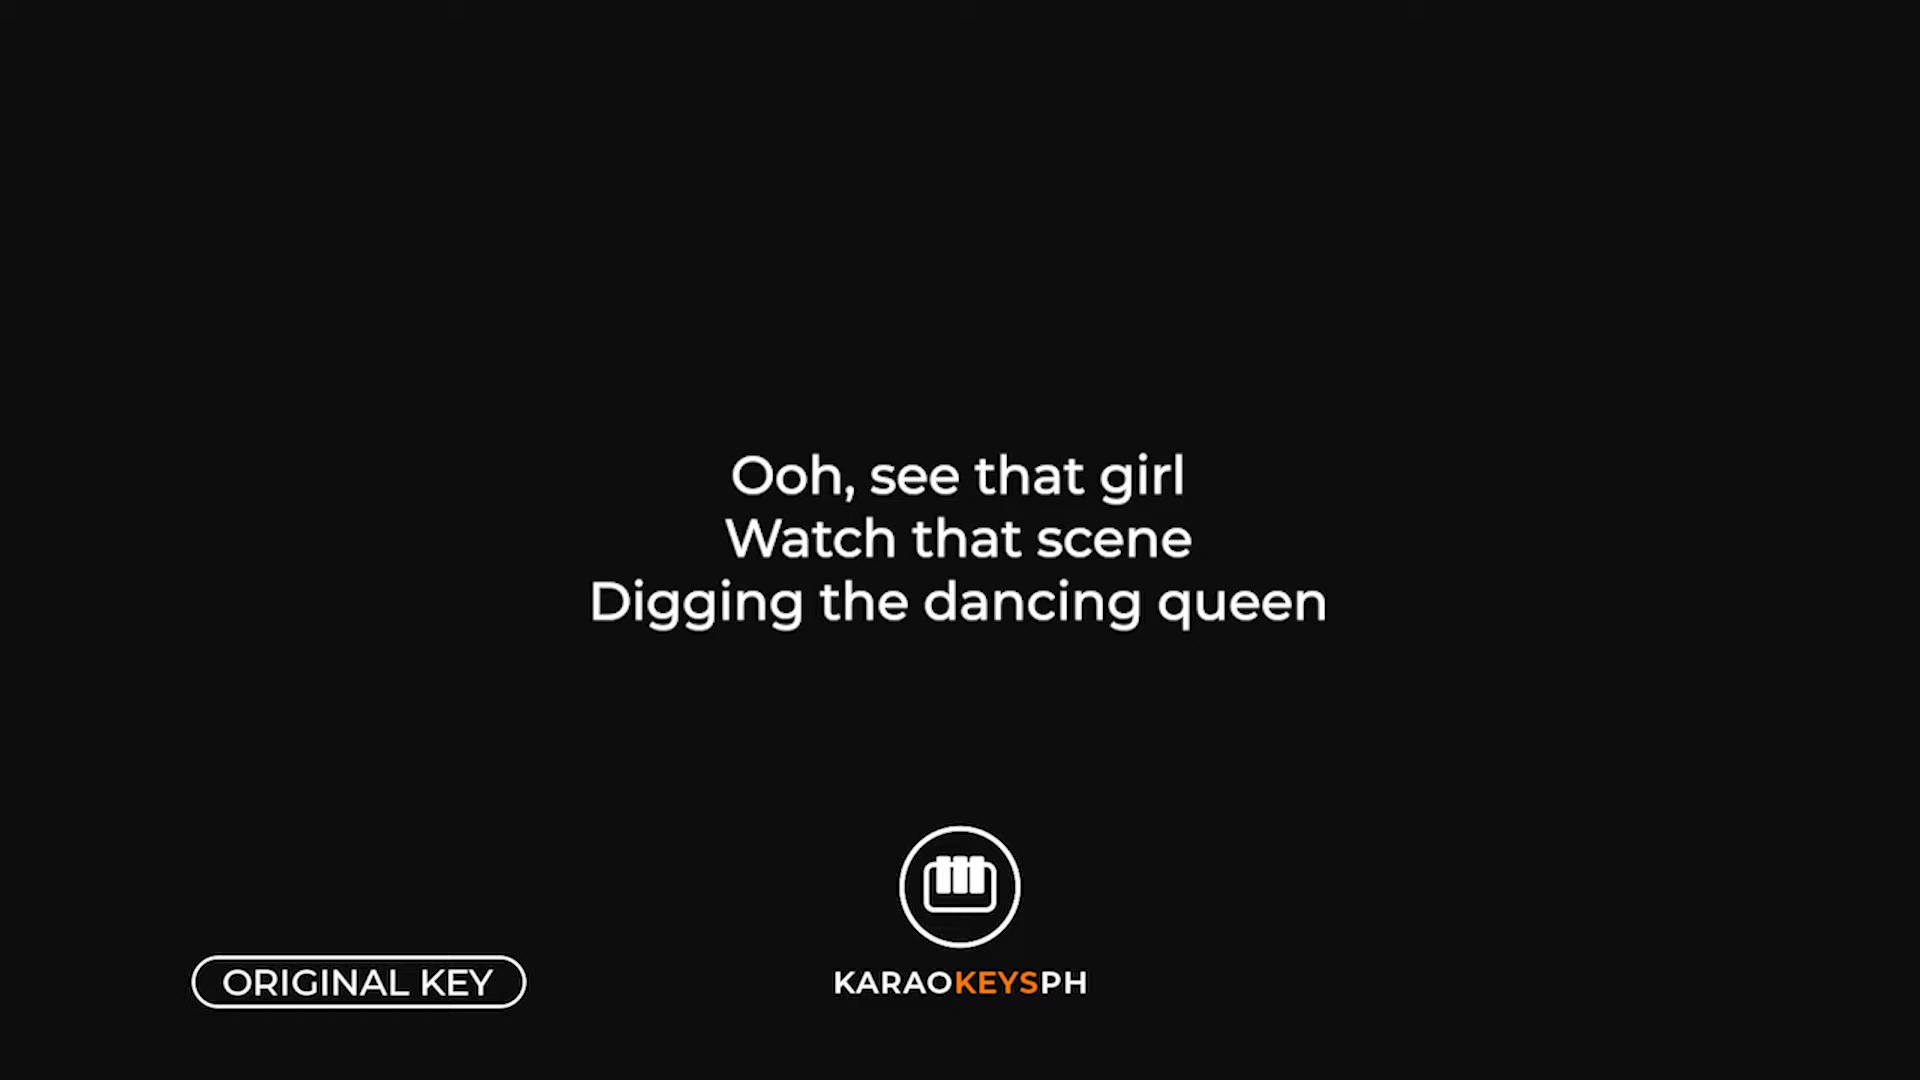 Ooh, see that girl
Watch that scene
Digging the dancing queen
ORIGINAL KEY
KARAOKEYSPH